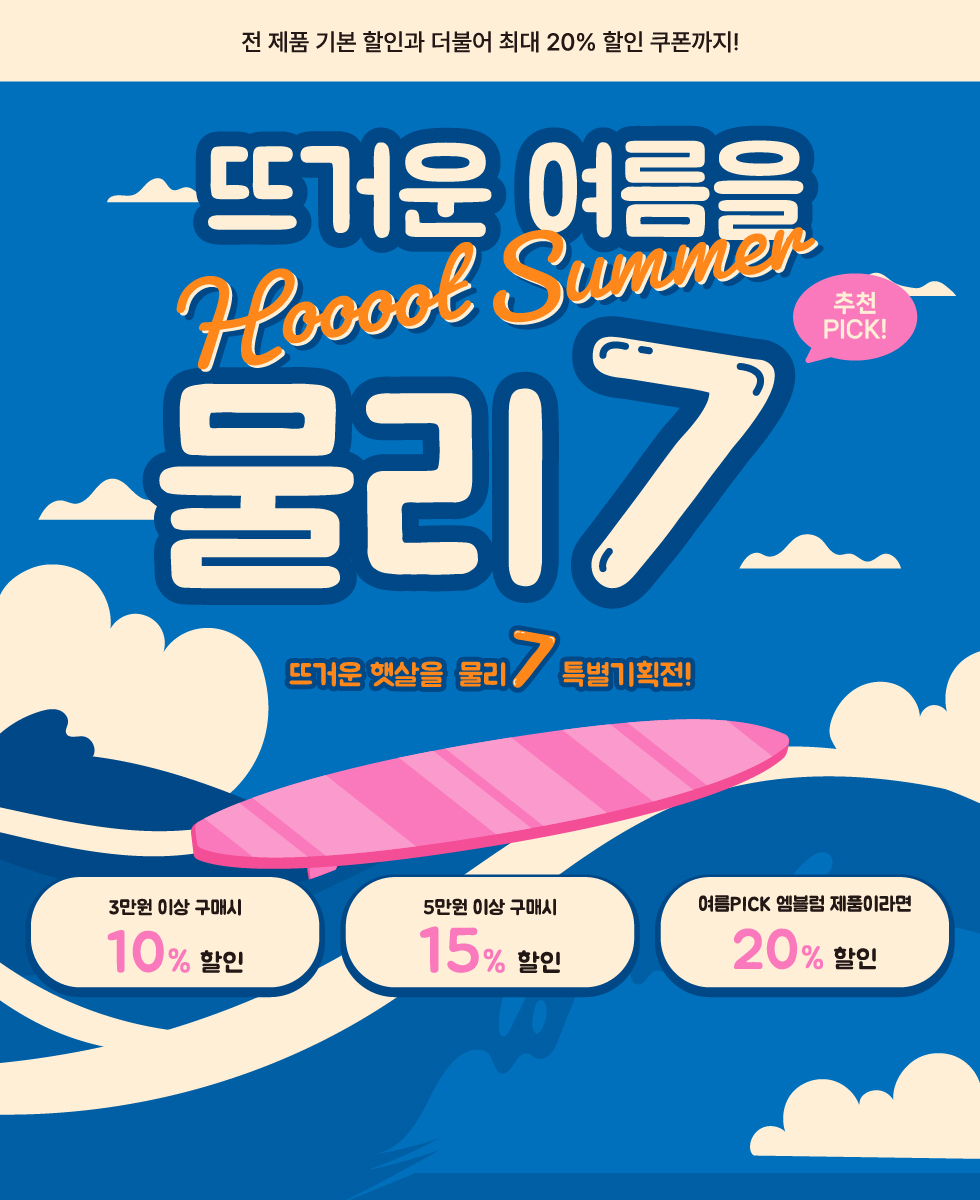 전 제품 기본 할인과 더불어 최대 20% 할인 쿠폰까지!
뜨거운 여름을
Hoooot Summer
추천
PICK!
물리7
뜨거운 햇살을 물리7 특별기획전!
3만원 이상 구매시
10% 할인
5만원 이상 구매시
15% 할인
여름PICK 엠블럼 제품이라면
20% 할인